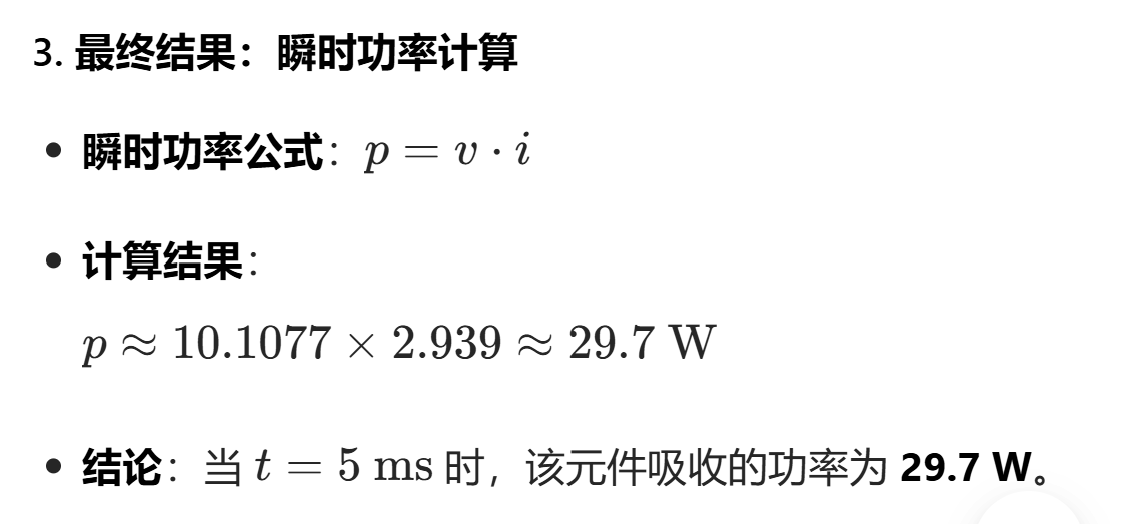 3. 最终结果：瞬时功率计算
• 瞬时功率公式：p = v · i
• 计算结果：
p ≈ 10.1077 × 2.939 ≈ 29.7 W
• 结论：当 t = 5 ms 时，该元件吸收的功率为 29.7 W。